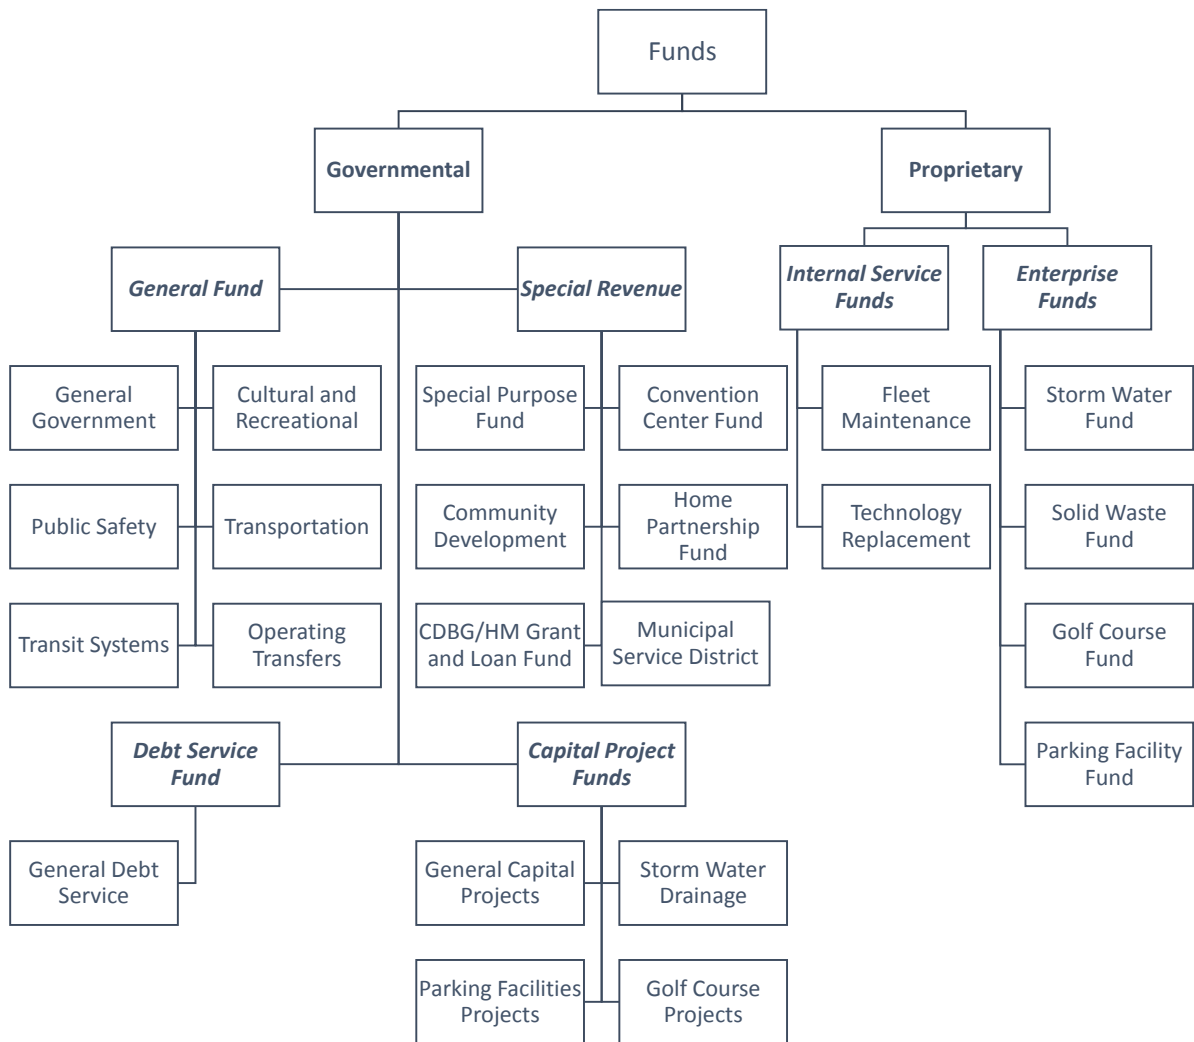 Funds
Governmental
Proprietary
General Fund
Special Revenue
Internal Service
Funds
Enterprise
Funds
General
Government
Cultural and
Recreational
Special Purpose
Fund
Convention
Center Fund
Fleet
Maintenance
Storm Water
Fund
Public Safety
Transportation
Community
Development
Home
Partnership
Fund
Technology
Replacement
Solid Waste
Fund
Transit Systems
Operating
Transfers
CDBG/HM Grant
and Loan Fund
Municipal
Service District
Golf Course
Fund
Debt Service
Fund
Capital Project
Funds
Parking Facility
Fund
General Debt
Service
General Capital
Projects
Storm Water
Drainage
Parking Facilities
Projects
Golf Course
Projects